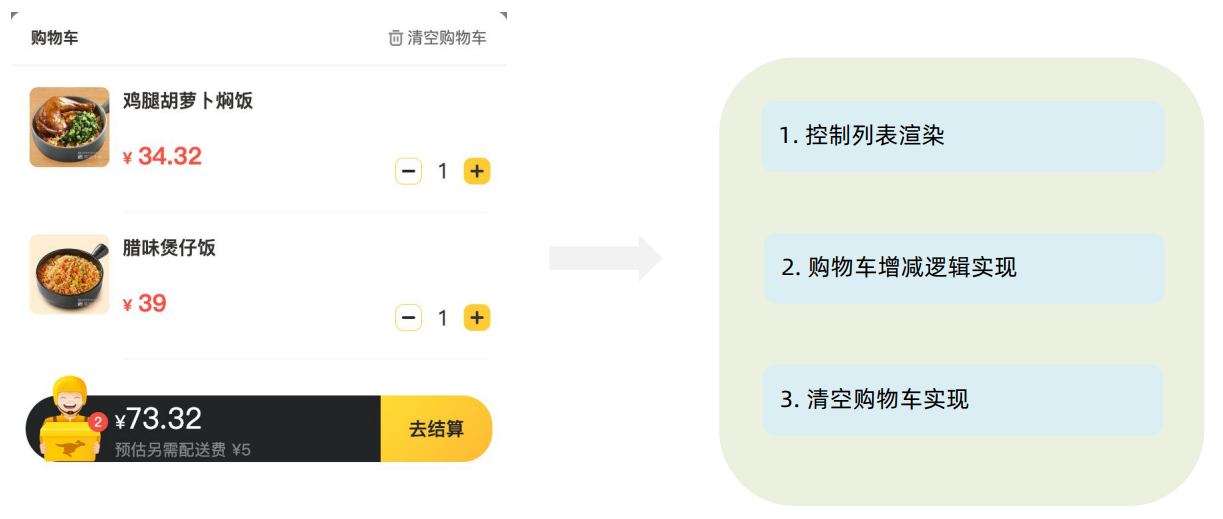 购物车
清空购物车
鸡腿胡萝卜焖饭
¥ 34.32
1
腊味煲仔饭
¥ 39
1
2
¥73.32
预估另需配送费 ¥5
去结算
1. 控制列表渲染
2. 购物车增减逻辑实现
3. 清空购物车实现